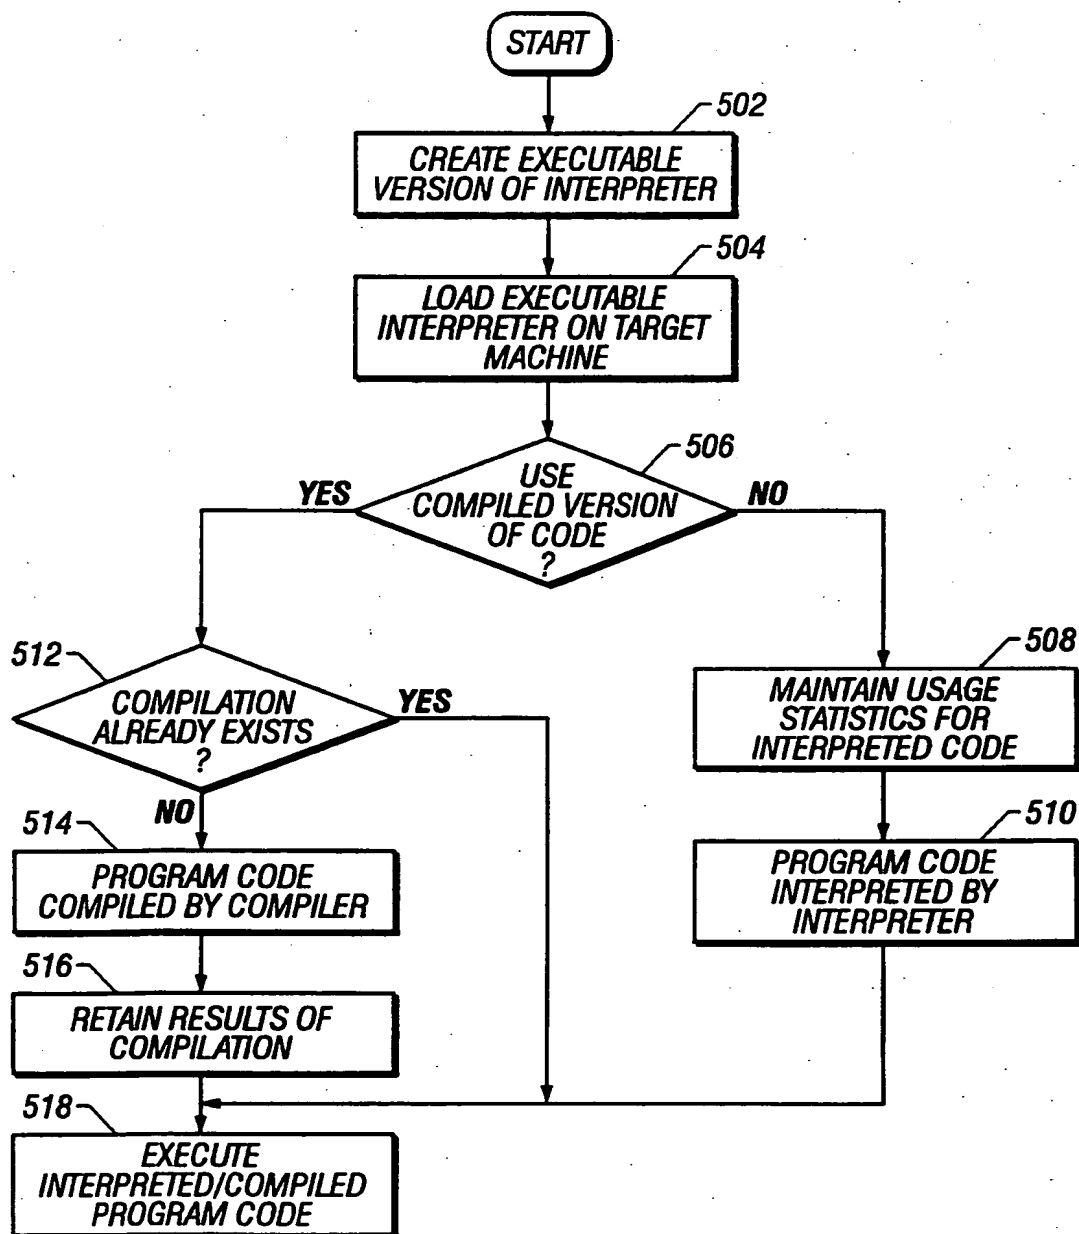 START
502
CREATE EXECUTABLE
VERSION OF INTERPRETER
504
LOAD EXECUTABLE
INTERPRETER ON TARGET
MACHINE
506
USE
COMPILED VERSION
OF CODE
?
YES
NO
512
COMPILATION
ALREADY EXISTS
?
YES
NO
508
MAINTAIN USAGE
STATISTICS FOR
INTERPRETED CODE
514
PROGRAM CODE
COMPILED BY COMPILER
510
PROGRAM CODE
INTERPRETED BY
INTERPRETER
516
RETAIN RESULTS OF
COMPILATION
518
EXECUTE
INTERPRETED/COMPILED
PROGRAM CODE